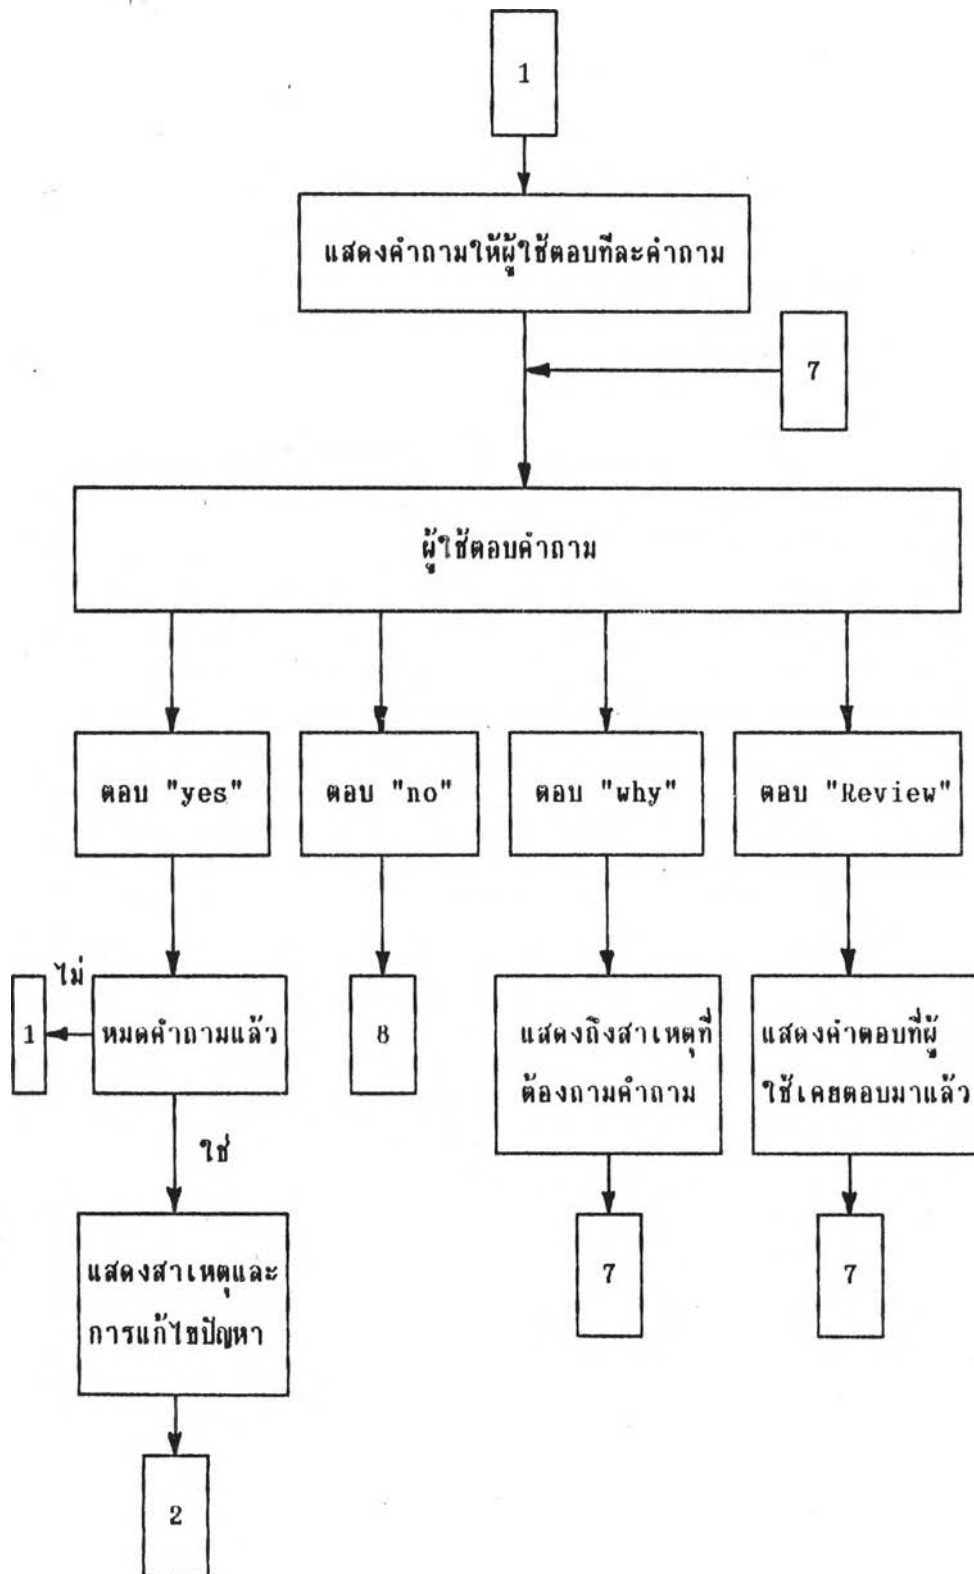 1
แสดงคำถามให้ผู้ใช้ตอบทีละคำถาม
7
ผู้ใช้ตอบคำถาม
ตอบ "yes"
ตอบ "no"
ตอบ "why"
ตอบ "Review"
ไม่
1
หมดคำถามแล้ว
8
แสดงถึงสาเหตุที่
ต้องถามคำถาม
แสดงคำตอบที่ผู้
ใช้เคยตอบมาแล้ว
ใช่
แสดงสาเหตุและ
การแก้ไขปัญหา
7
7
2